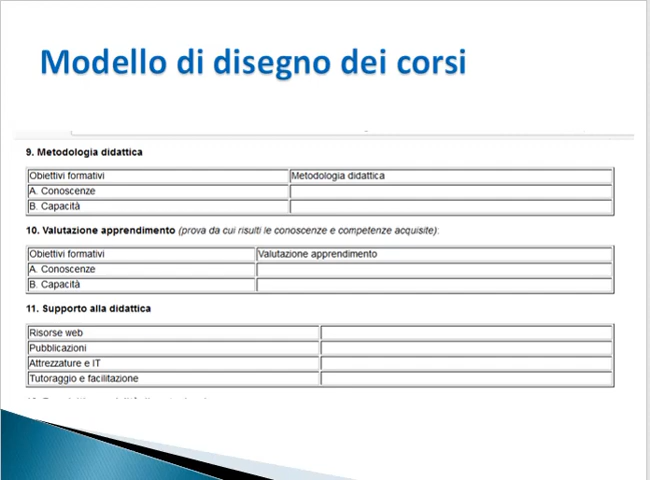 Modello di disegno dei corsi
9. Metodologia didattica
Obiettivi formativi Metodologia didattica
A. Conoscenze
B. Capacità
10. Valutazione apprendimento (prova da cui risulti le conoscenze e competenze acquisite).
Obiettivi formativi Valutazione apprendimento
A. Conoscenze
B. Capacità
11. Supporto alla didattica
Risorse web
Pubblicazioni
Attrezzature e IT
Tutoraggio e facilitazione